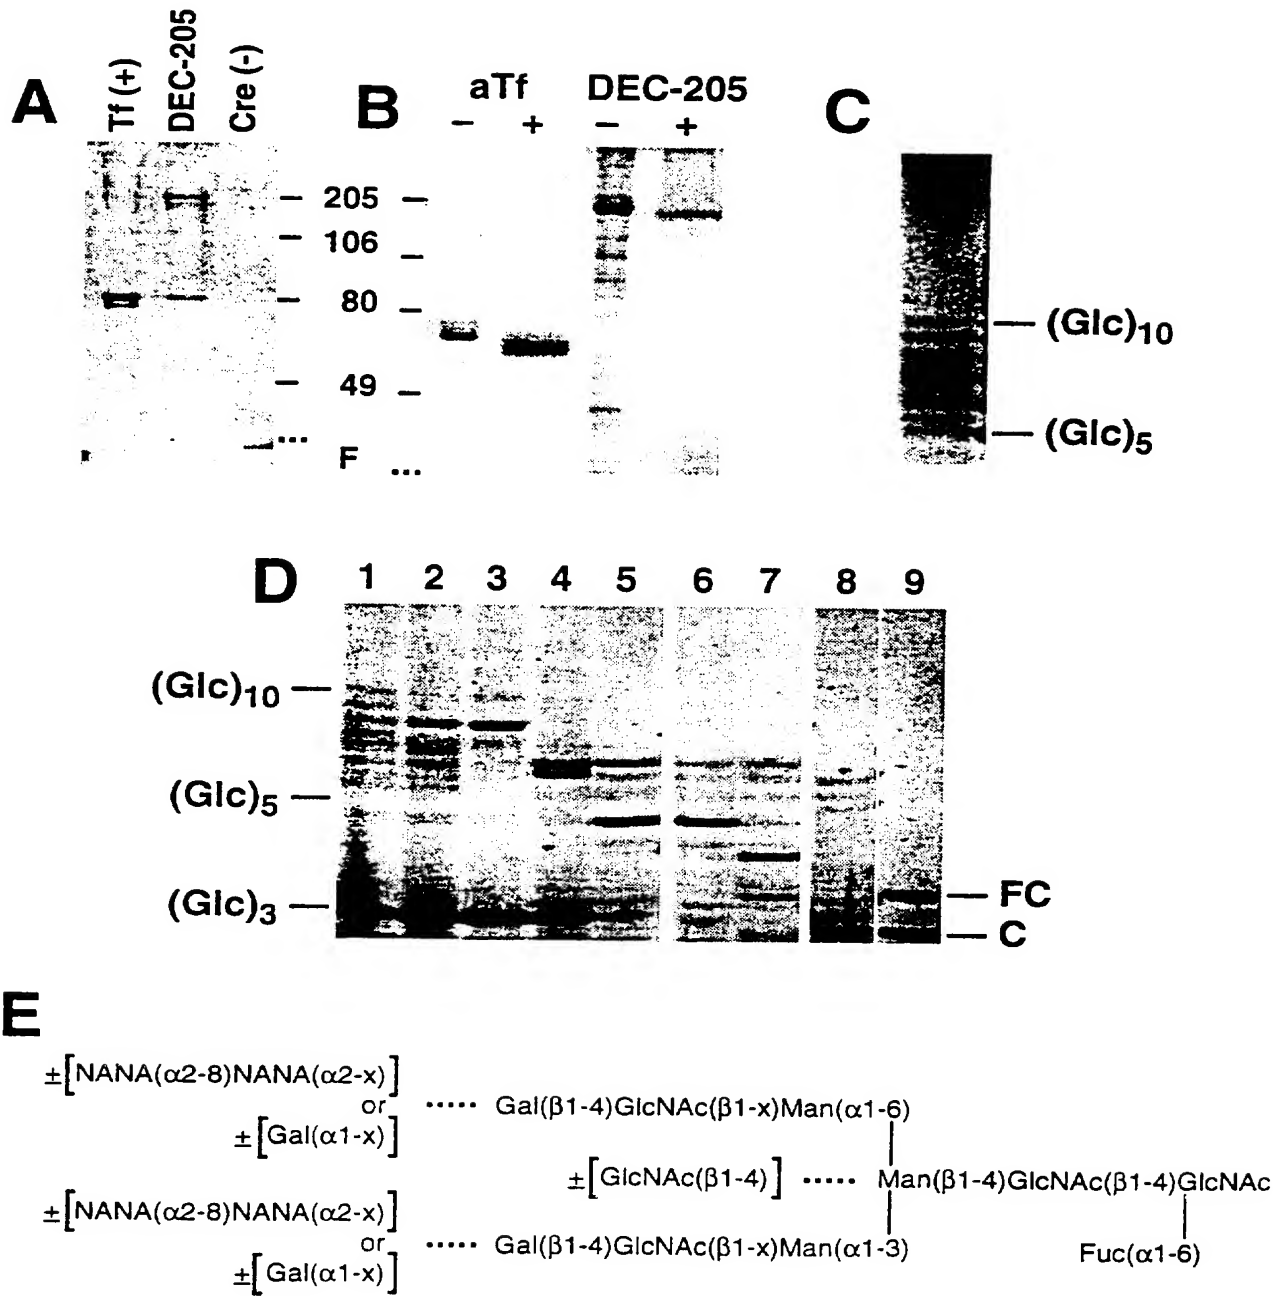 A
Tf (+)
DEC-205
Cre (-)
205
106
80
49
F
B
aTf
DEC-205
− +
− +
C
(Glc)10
(Glc)5
D
1 2 3 4 5 6 7 8 9
(Glc)10
(Glc)5
(Glc)3
FC
C
E
±[NANA(α2-8)NANA(α2-x)]
or
±[Gal(α1-x)]
Gal(β1-4)GlcNAc(β1-x)Man(α1-6)
±[GlcNAc(β1-4)] ····· Man(β1-4)GlcNAc(β1-4)GlcNAc
±[NANA(α2-8)NANA(α2-x)]
or
±[Gal(α1-x)]
Gal(β1-4)GlcNAc(β1-x)Man(α1-3)
Fuc(α1-6)